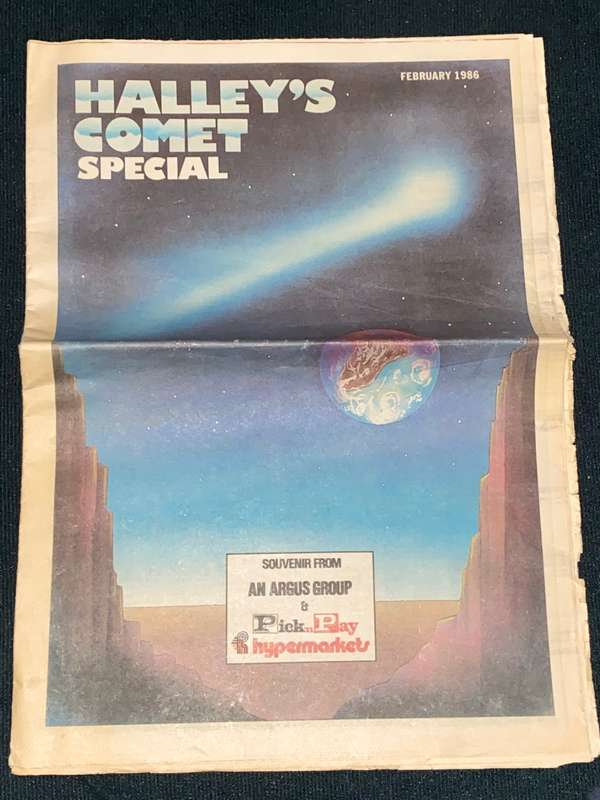 FEBRUARY 1986
HALLEY'S
COMET
SPECIAL
SOUVENIR FROM
AN ARGUS GROUP
&
Pick n Pay
hypermarkets